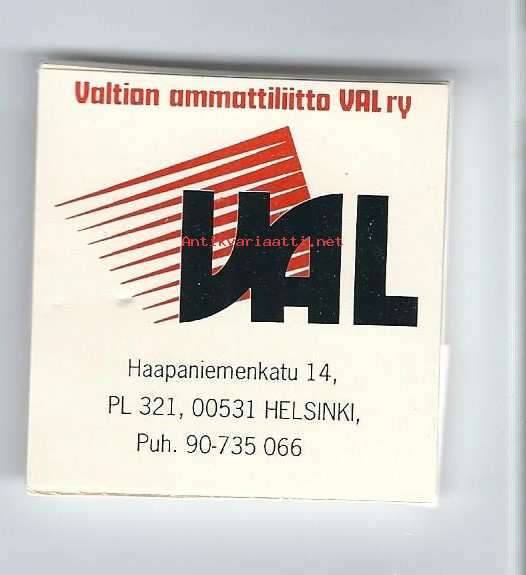 Valtion ammattiliitto VAL ry
VAL
Antikvariaatti.net
Haapaniemenkatu 14,
PL 321, 00531 HELSINKI,
Puh. 90-735 066